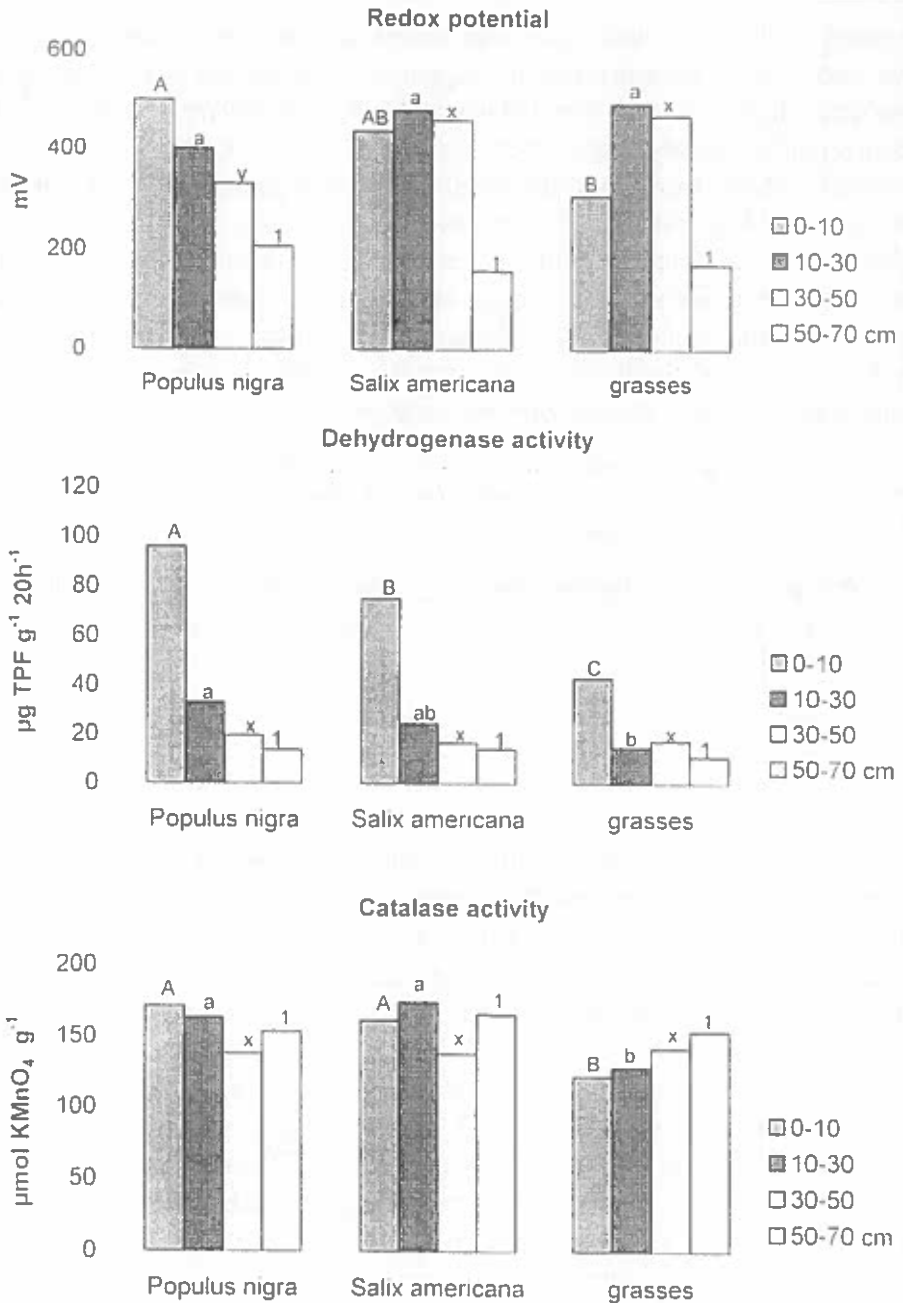 Redox potential
600
400
200
0
mV
A
a
y
1
AB
a
x
1
B
a
x
1
0-10
10-30
30-50
50-70 cm
Populus nigra
Salix americana
grasses
Dehydrogenase activity
120
100
80
60
40
20
0
µg TPF g⁻¹ 20h⁻¹
A
a
x
1
B
ab
x
1
C
b
x
1
0-10
10-30
30-50
50-70 cm
Populus nigra
Salix americana
grasses
Catalase activity
200
150
100
50
0
µmol KMnO₄ g⁻¹
A
a
x
1
A
a
x
1
B
b
x
1
0-10
10-30
30-50
50-70 cm
Populus nigra
Salix americana
grasses